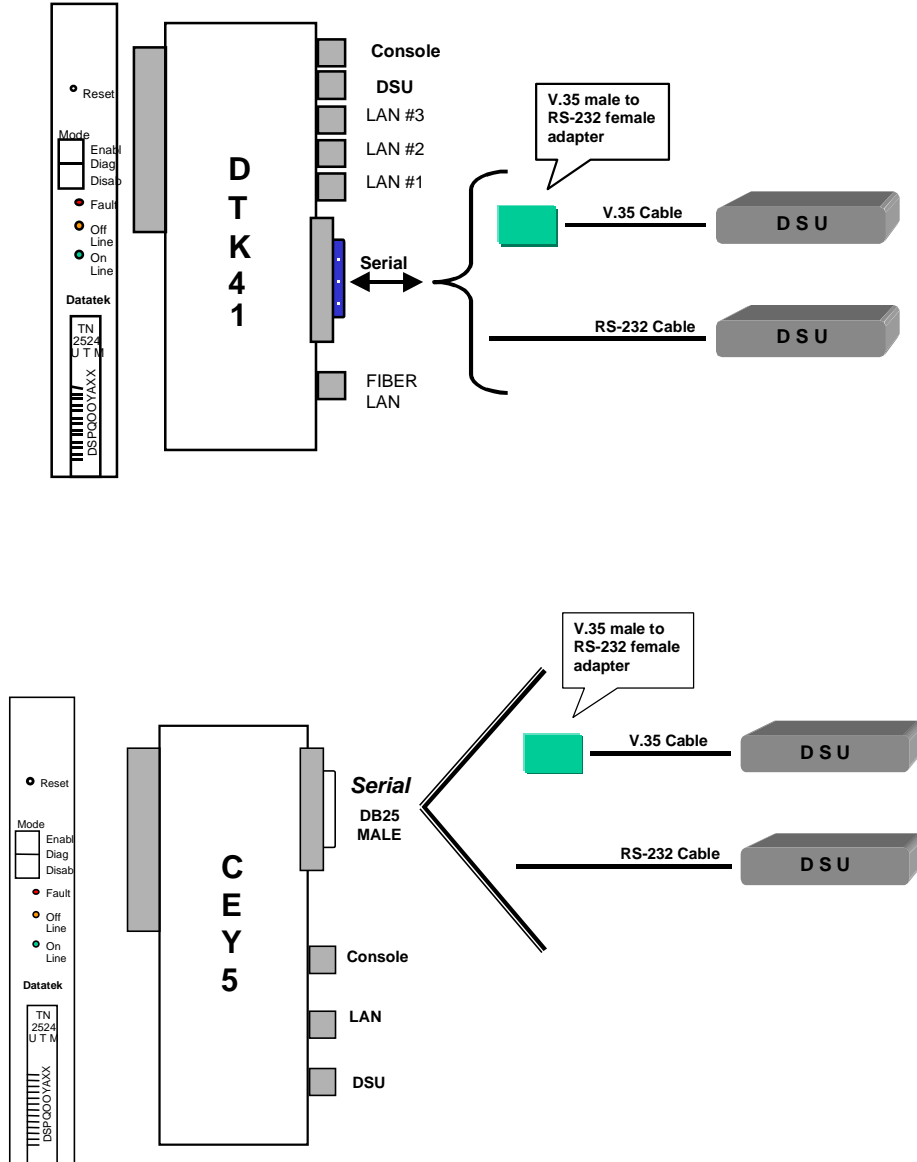 Reset
Mode
Enabl
Diag
Disab
Fault
Off
Line
On
Line
Datatek
TN
2524
U T M
DSPQOOYAXX
D
T
K
4
1
Console
DSU
LAN #3
LAN #2
LAN #1
Serial
FIBER
LAN
V.35 male to
RS-232 female
adapter
V.35 Cable
D S U
RS-232 Cable
D S U
Reset
Mode
Enabl
Diag
Disab
Fault
Off
Line
On
Line
Datatek
TN
2524
U T M
DSPQOOYAXX
C
E
Y
5
Serial
DB25
MALE
Console
LAN
DSU
V.35 male to
RS-232 female
adapter
V.35 Cable
D S U
RS-232 Cable
D S U